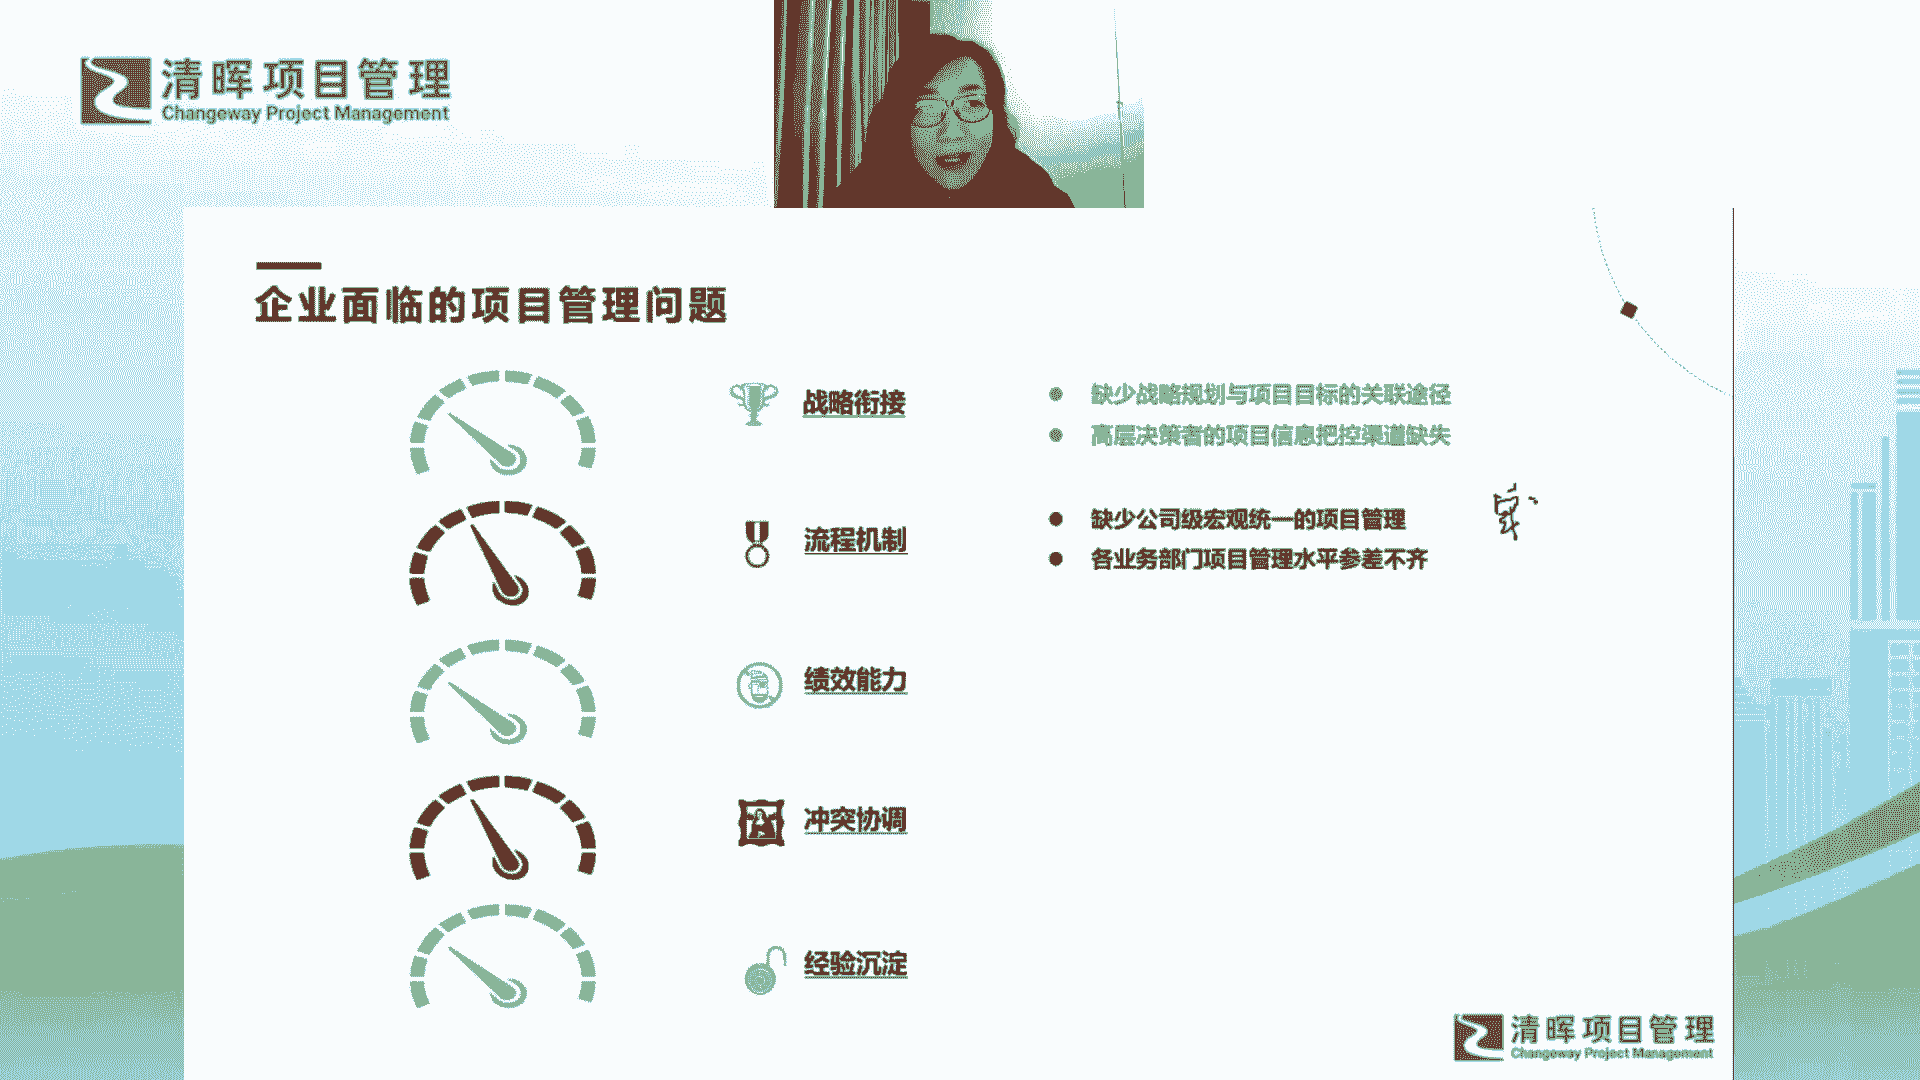 清晖项目管理
Changeway Project Management
企业面临的项目管理问题
战略衔接
缺少战略规划与项目目标的关联途径
高层决策者的项目信息把控渠道缺失
流程机制
缺少公司级宏观统一的项目管理
各业务部门项目管理水平参差不齐
绩效能力
冲突协调
经验沉淀
清晖项目管理
Changeway Project Management